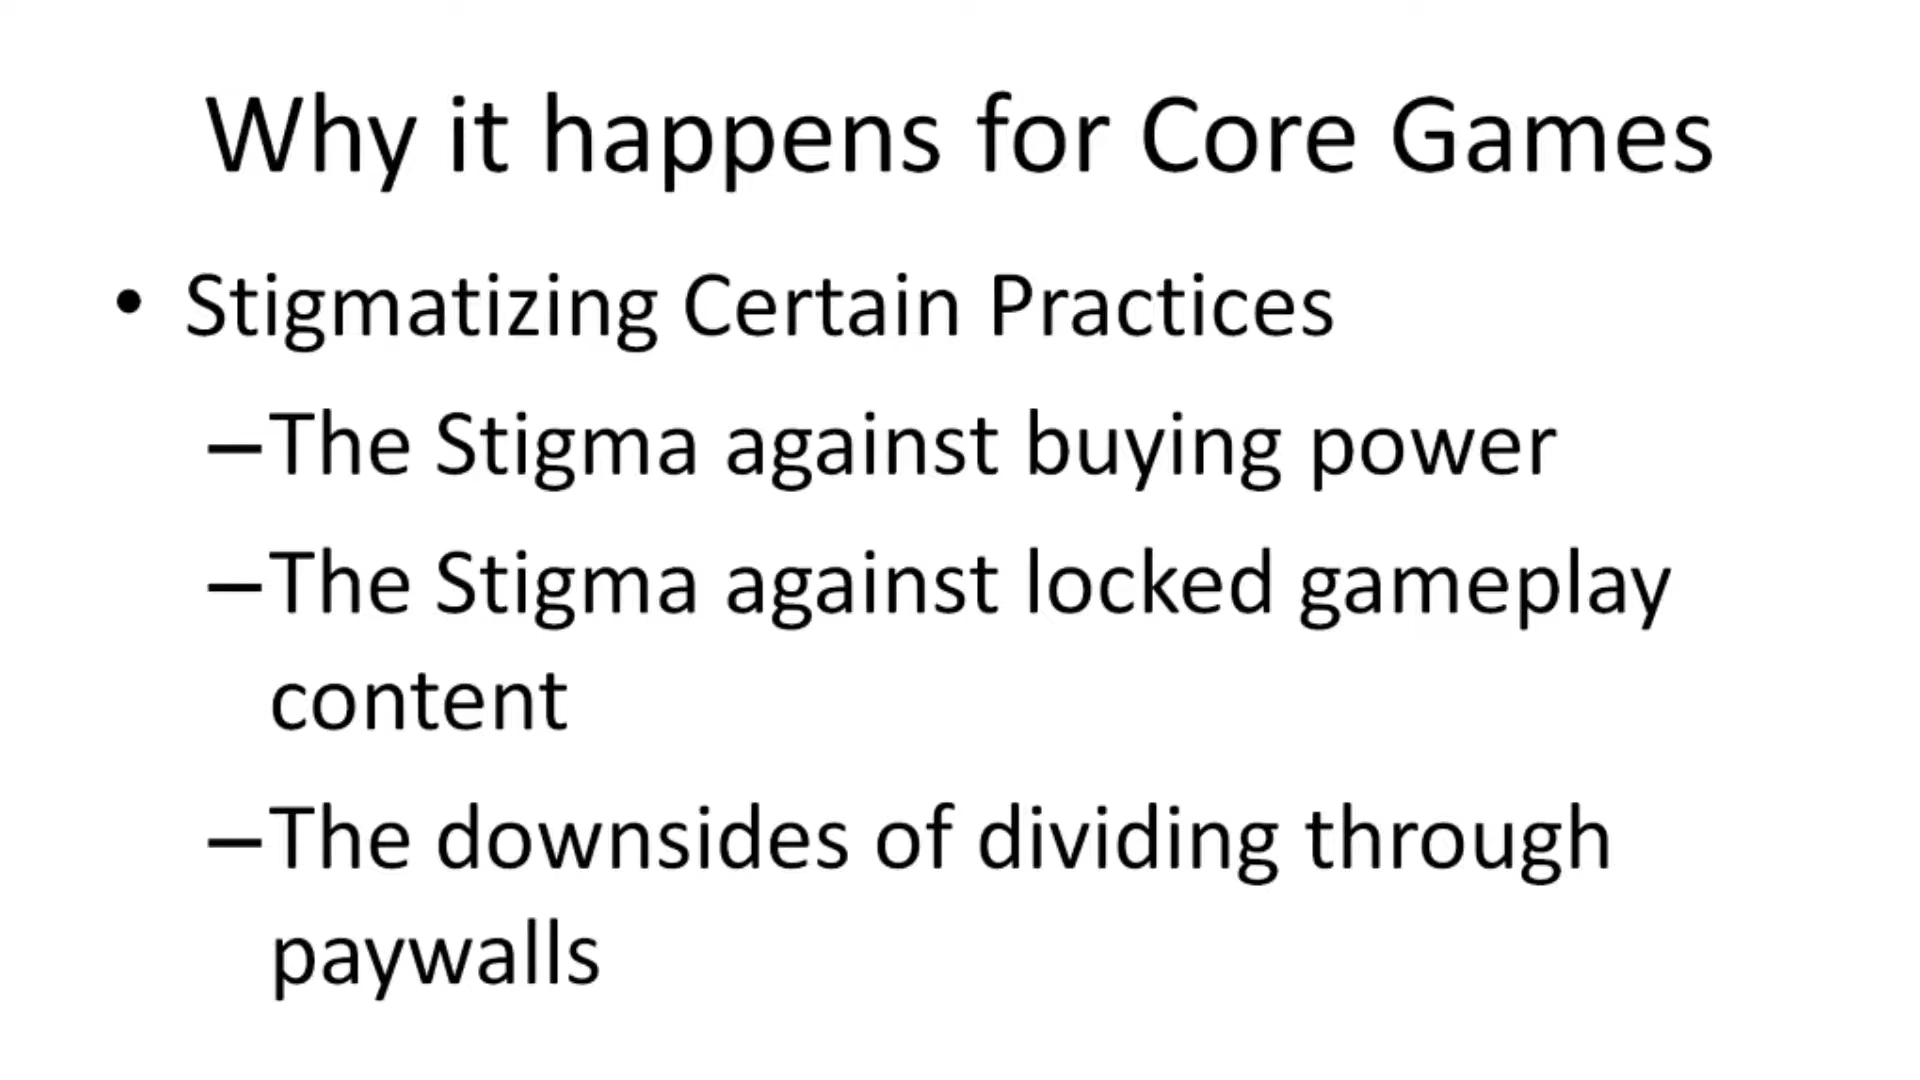 Why it happens for Core Games
• Stigmatizing Certain Practices
–The Stigma against buying power
–The Stigma against locked gameplay
content
–The downsides of dividing through
paywalls